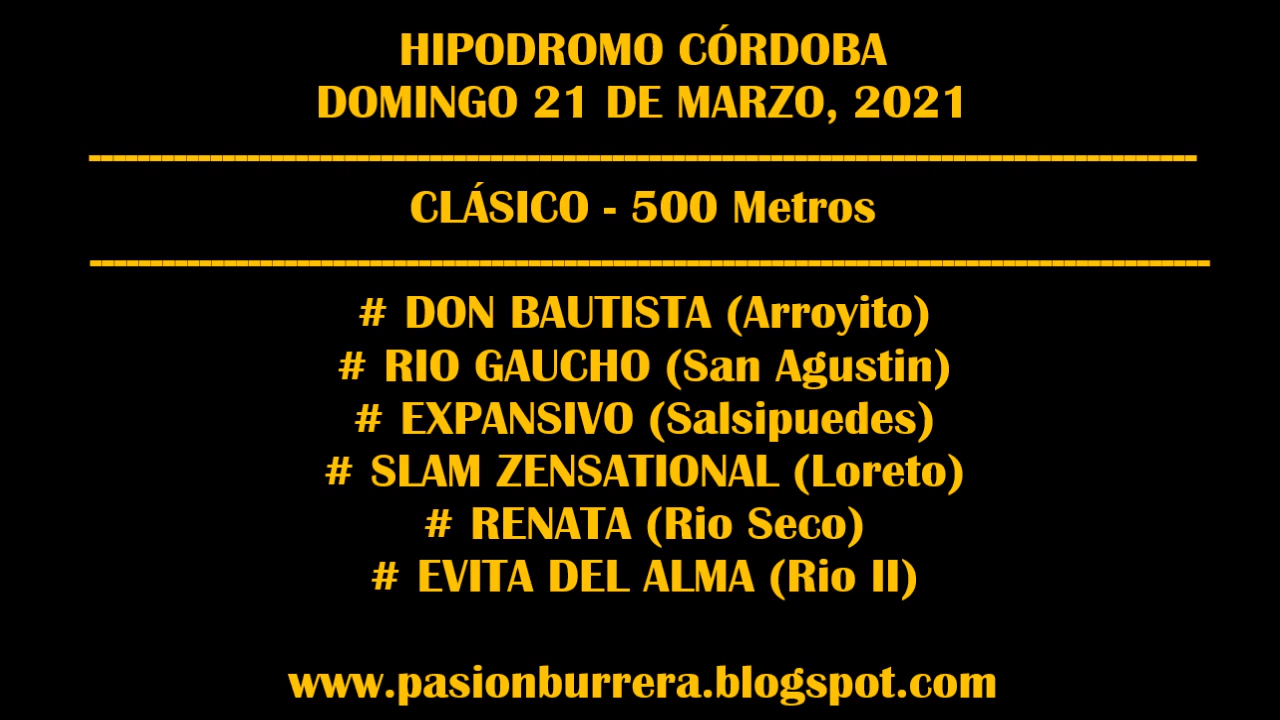 HIPODROMO CÓRDOBA
DOMINGO 21 DE MARZO, 2021
CLÁSICO - 500 Metros
# DON BAUTISTA (Arroyito)
# RIO GAUCHO (San Agustin)
# EXPANSIVO (Salsipuedes)
# SLAM ZENSATIONAL (Loreto)
# RENATA (Rio Seco)
# EVITA DEL ALMA (Rio II)
www.pasionburrera.blogspot.com